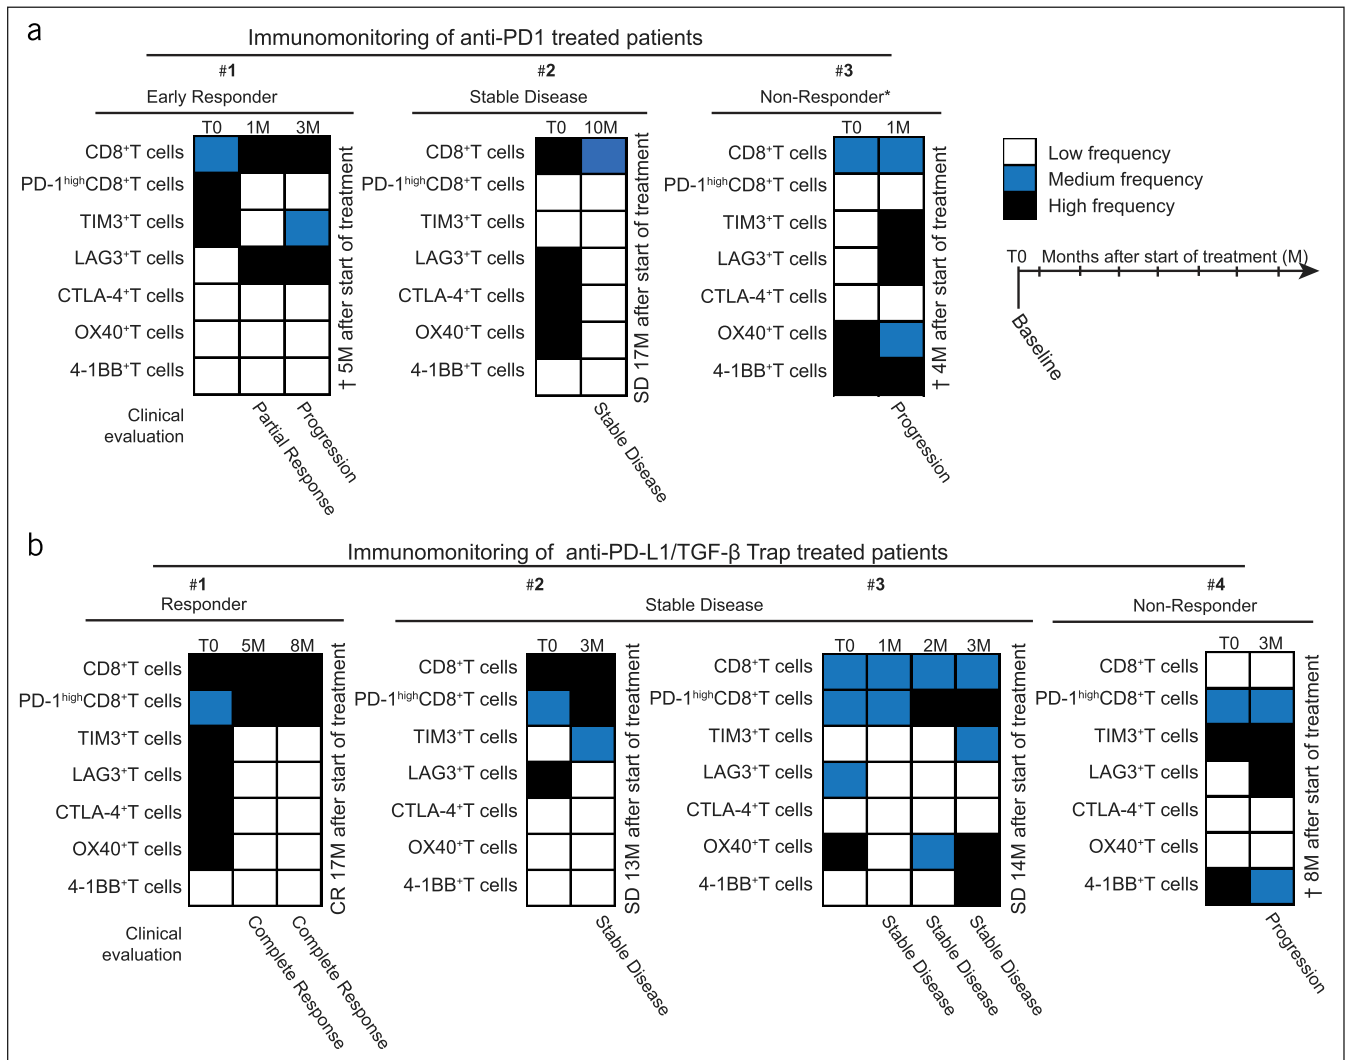 a
Immunomonitoring of anti-PD1 treated patients
#1
Early Responder
T0 1M 3M
CD8⁺T cells
PD-1ʰⁱᵍʰCD8⁺T cells
TIM3⁺T cells
LAG3⁺T cells
CTLA-4⁺T cells
OX40⁺T cells
4-1BB⁺T cells
† 5M after start of treatment
Clinical
evaluation
Partial Response
Progression
#2
Stable Disease
T0 10M
CD8⁺T cells
PD-1ʰⁱᵍʰCD8⁺T cells
TIM3⁺T cells
LAG3⁺T cells
CTLA-4⁺T cells
OX40⁺T cells
4-1BB⁺T cells
SD 17M after start of treatment
Stable Disease
#3
Non-Responder*
T0 1M
CD8⁺T cells
PD-1ʰⁱᵍʰCD8⁺T cells
TIM3⁺T cells
LAG3⁺T cells
CTLA-4⁺T cells
OX40⁺T cells
4-1BB⁺T cells
† 4M after start of treatment
Progression
Low frequency
Medium frequency
High frequency
T0 Months after start of treatment (M)
Baseline
b
Immunomonitoring of anti-PD-L1/TGF-β Trap treated patients
#1
Responder
T0 5M 8M
CD8⁺T cells
PD-1ʰⁱᵍʰCD8⁺T cells
TIM3⁺T cells
LAG3⁺T cells
CTLA-4⁺T cells
OX40⁺T cells
4-1BB⁺T cells
CR 17M after start of treatment
Clinical
evaluation
Complete Response
Complete Response
#2 #3
Stable Disease
T0 3M
CD8⁺T cells
PD-1ʰⁱᵍʰCD8⁺T cells
TIM3⁺T cells
LAG3⁺T cells
CTLA-4⁺T cells
OX40⁺T cells
4-1BB⁺T cells
SD 13M after start of treatment
Stable Disease
T0 1M 2M 3M
CD8⁺T cells
PD-1ʰⁱᵍʰCD8⁺T cells
TIM3⁺T cells
LAG3⁺T cells
CTLA-4⁺T cells
OX40⁺T cells
4-1BB⁺T cells
SD 14M after start of treatment
Stable Disease
Stable Disease
Stable Disease
#4
Non-Responder
T0 3M
CD8⁺T cells
PD-1ʰⁱᵍʰCD8⁺T cells
TIM3⁺T cells
LAG3⁺T cells
CTLA-4⁺T cells
OX40⁺T cells
4-1BB⁺T cells
† 8M after start of treatment
Progression